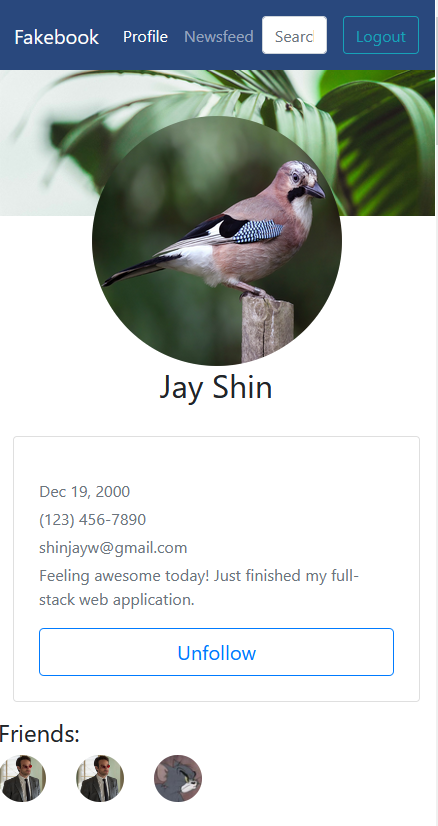 Fakebook Profile Newsfeed Search Logout
Jay Shin
Dec 19, 2000
(123) 456-7890
shinjayw@gmail.com
Feeling awesome today! Just finished my full-
stack web application.
Unfollow
Friends: